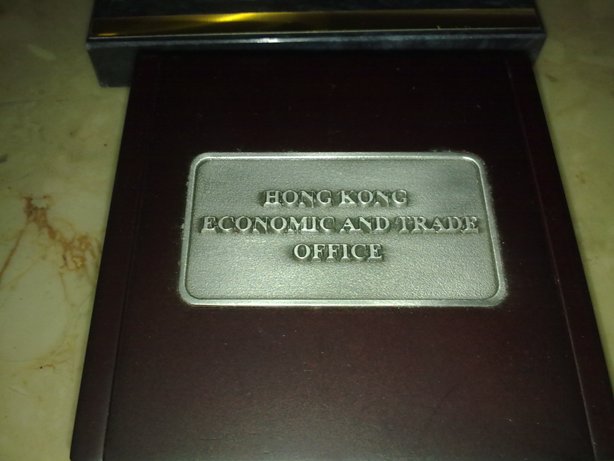 HONG KONG
ECONOMIC AND TRADE
OFFICE